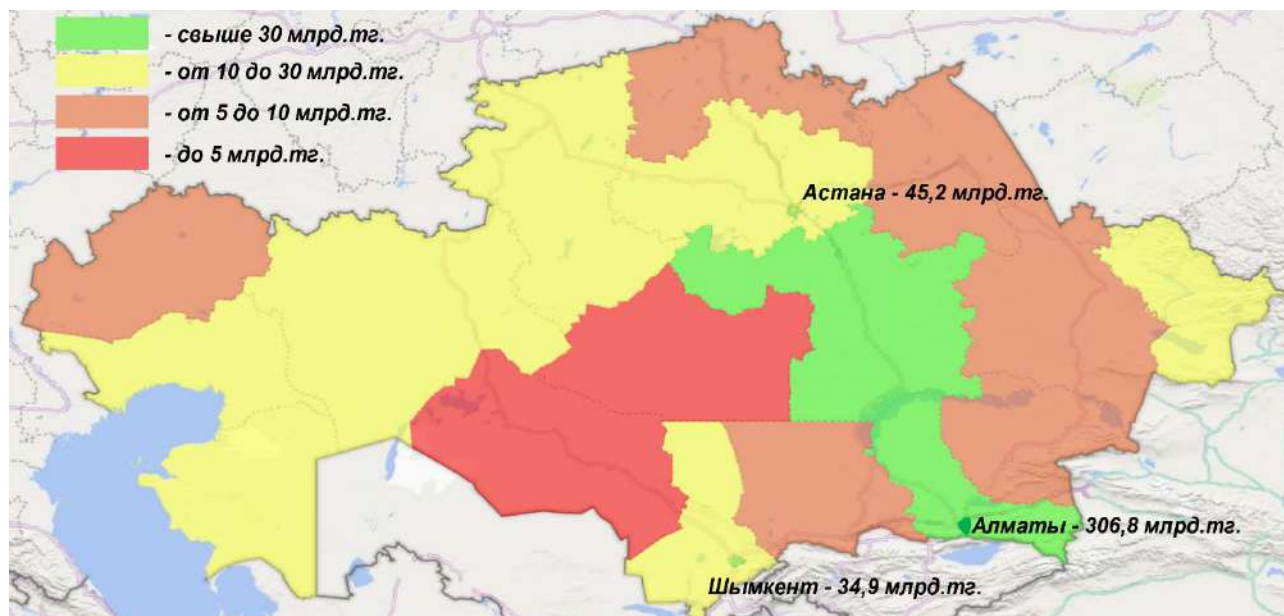 - свыше 30 млрд.тг.
- от 10 до 30 млрд.тг.
- от 5 до 10 млрд.тг.
- до 5 млрд.тг.
Астана - 45,2 млрд.тг.
Алматы - 306,8 млрд.тг.
Шымкент - 34,9 млрд.тг.